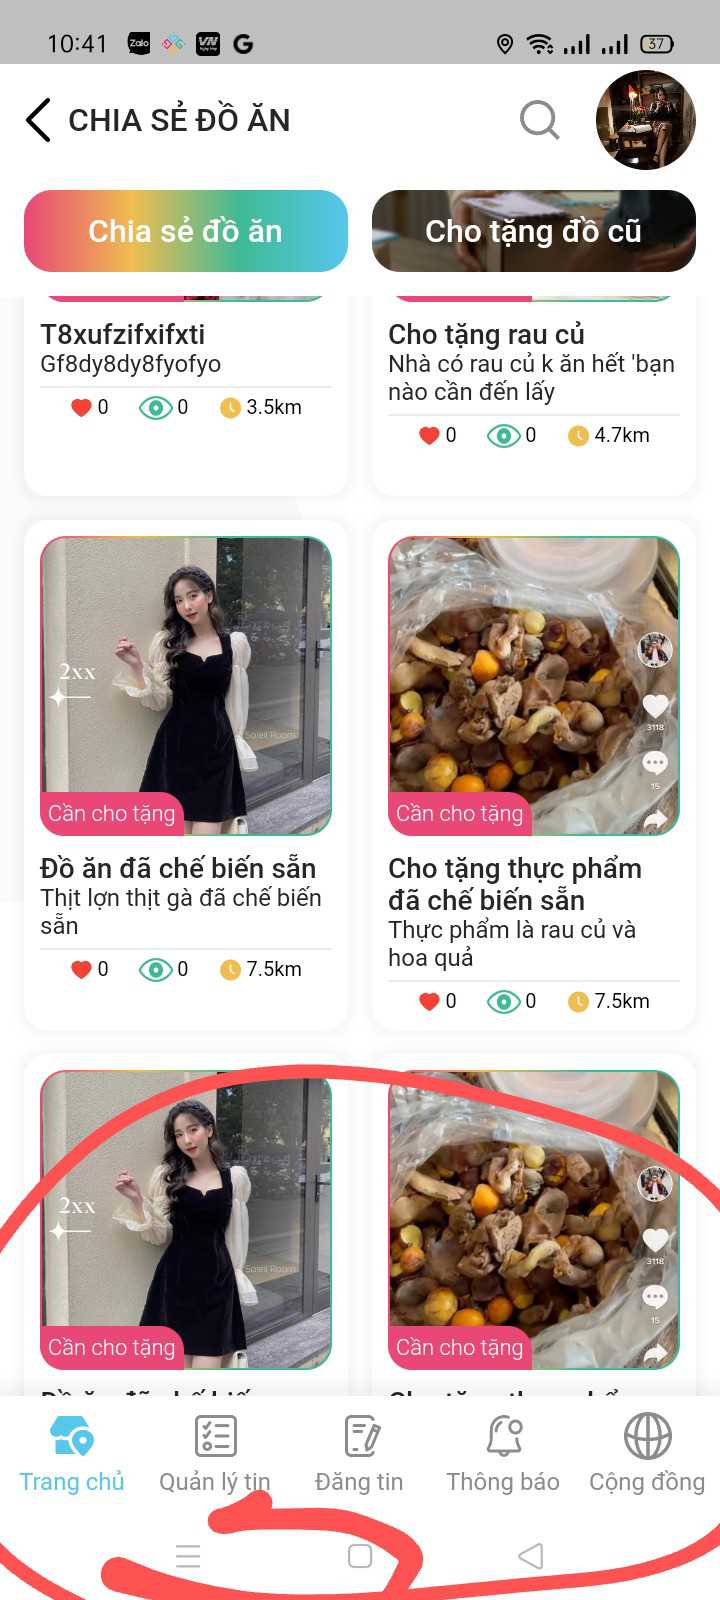 10:41
Zalo
VN
G
37
CHIA SẺ ĐỒ ĂN
Chia sẻ đồ ăn
Cho tặng đồ cũ
T8xufzifxifxti
Gf8dy8dy8fyofyo
0 0 3.5km
Cho tặng rau củ
Nhà có rau củ k ăn hết 'bạn
nào cần đến lấy
0 0 4.7km
2xx
Soleil Room
Cần cho tặng
Đồ ăn đã chế biến sẵn
Thịt lợn thịt gà đã chế biến
sẵn
0 0 7.5km
3118
15
Cần cho tặng
Cho tặng thực phẩm
đã chế biến sẵn
Thực phẩm là rau củ và
hoa quả
0 0 7.5km
2xx
Soleil Room
Cần cho tặng
3118
15
Cần cho tặng
Trang chủ
Quản lý tin
Đăng tin
Thông báo
Cộng đồng